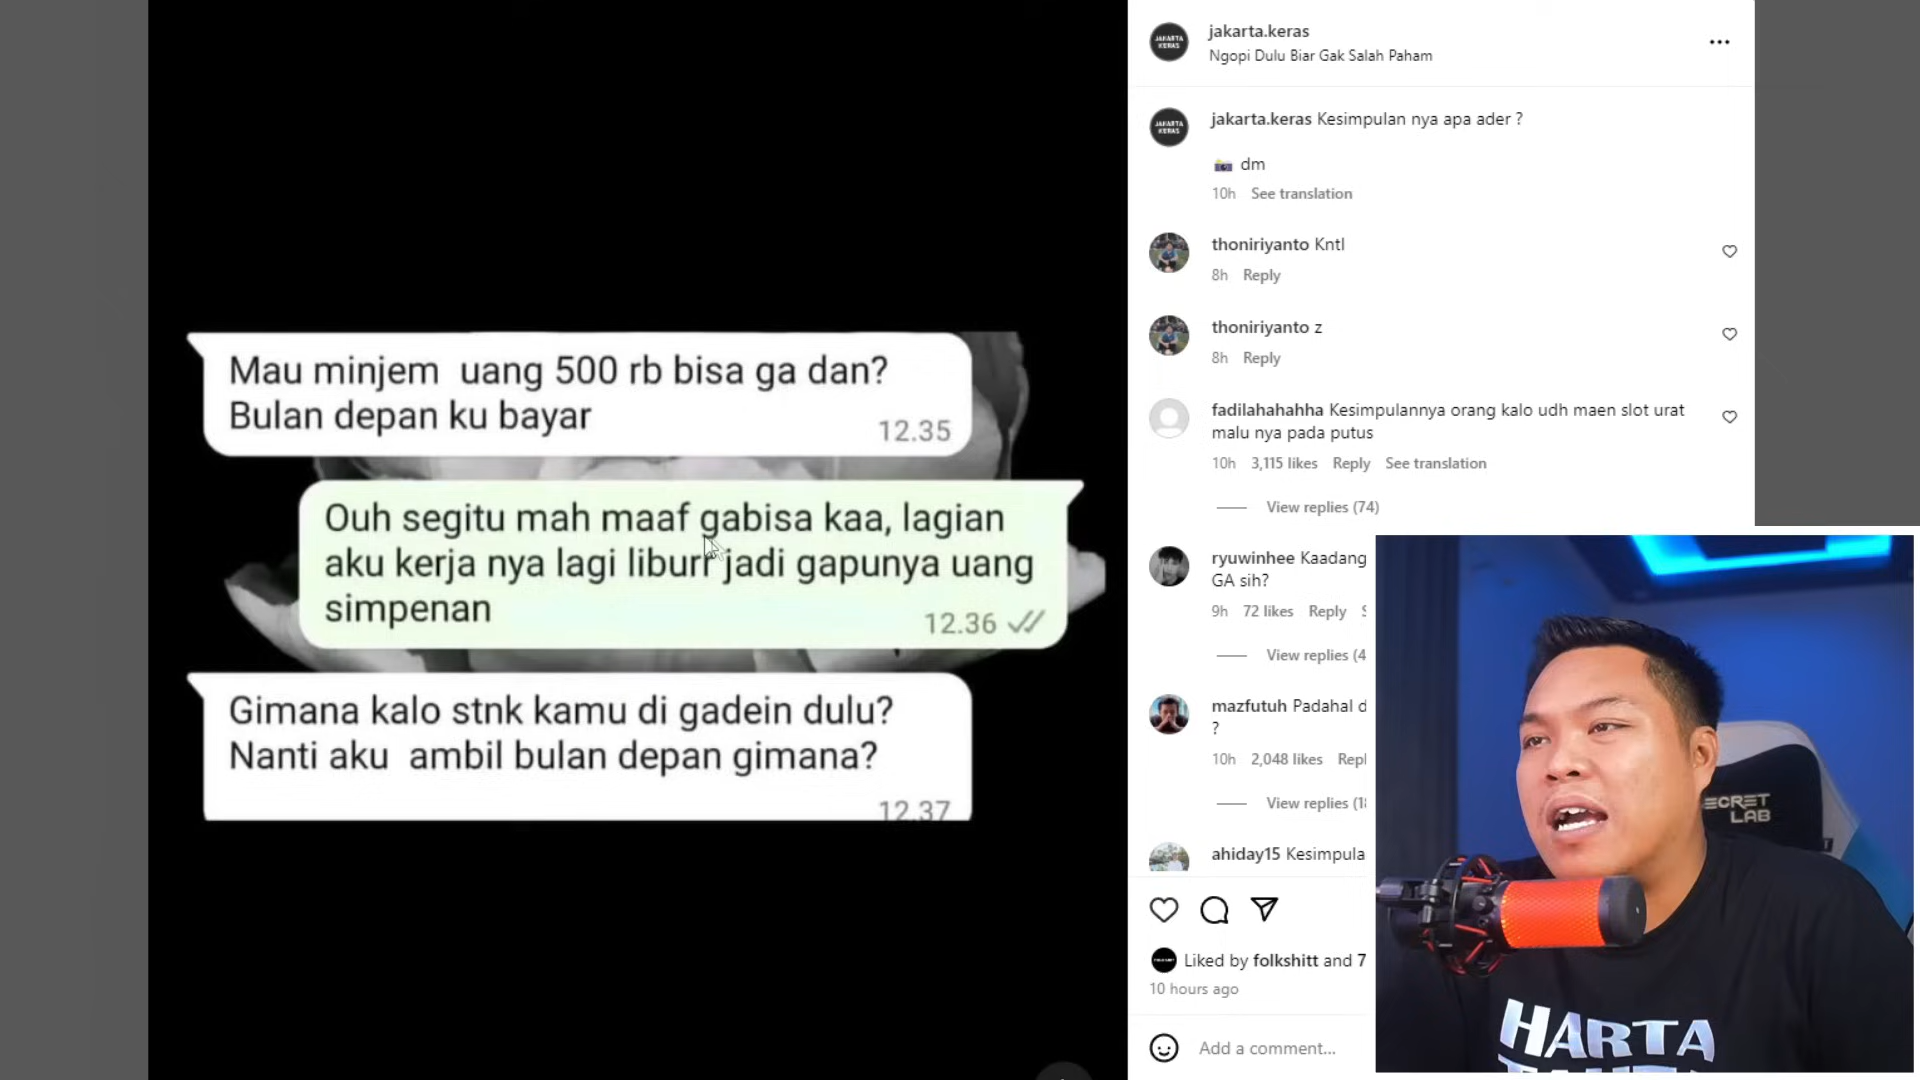 Mau minjem uang 500 rb bisa ga dan?
Bulan depan ku bayar
12.35
Ouh segitu mah maaf gabisa kaa, lagian
aku kerja nya lagi liburr jadi gapunya uang
simpenan
12.36
Gimana kalo stnk kamu di gadein dulu?
Nanti aku ambil bulan depan gimana?
12.37
JAKARTA
KERAS
jakarta.keras
Ngopi Dulu Biar Gak Salah Paham
JAKARTA
KERAS
jakarta.keras Kesimpulan nya apa ader ?
dm
10h See translation
thoniriyanto Kntl
8h Reply
thoniriyanto z
8h Reply
fadilahahahha Kesimpulannya orang kalo udh maen slot urat
malu nya pada putus
10h 3,115 likes Reply See translation
View replies (74)
ryuwinhee Kaadang
GA sih?
9h 72 likes Reply S
View replies (4
mazfutuh Padahal d
?
10h 2,048 likes Repl
View replies (1
ahiday15 Kesimpula
Liked by folkshitt and 7
10 hours ago
Add a comment...
ECRET
LAB
HARTA